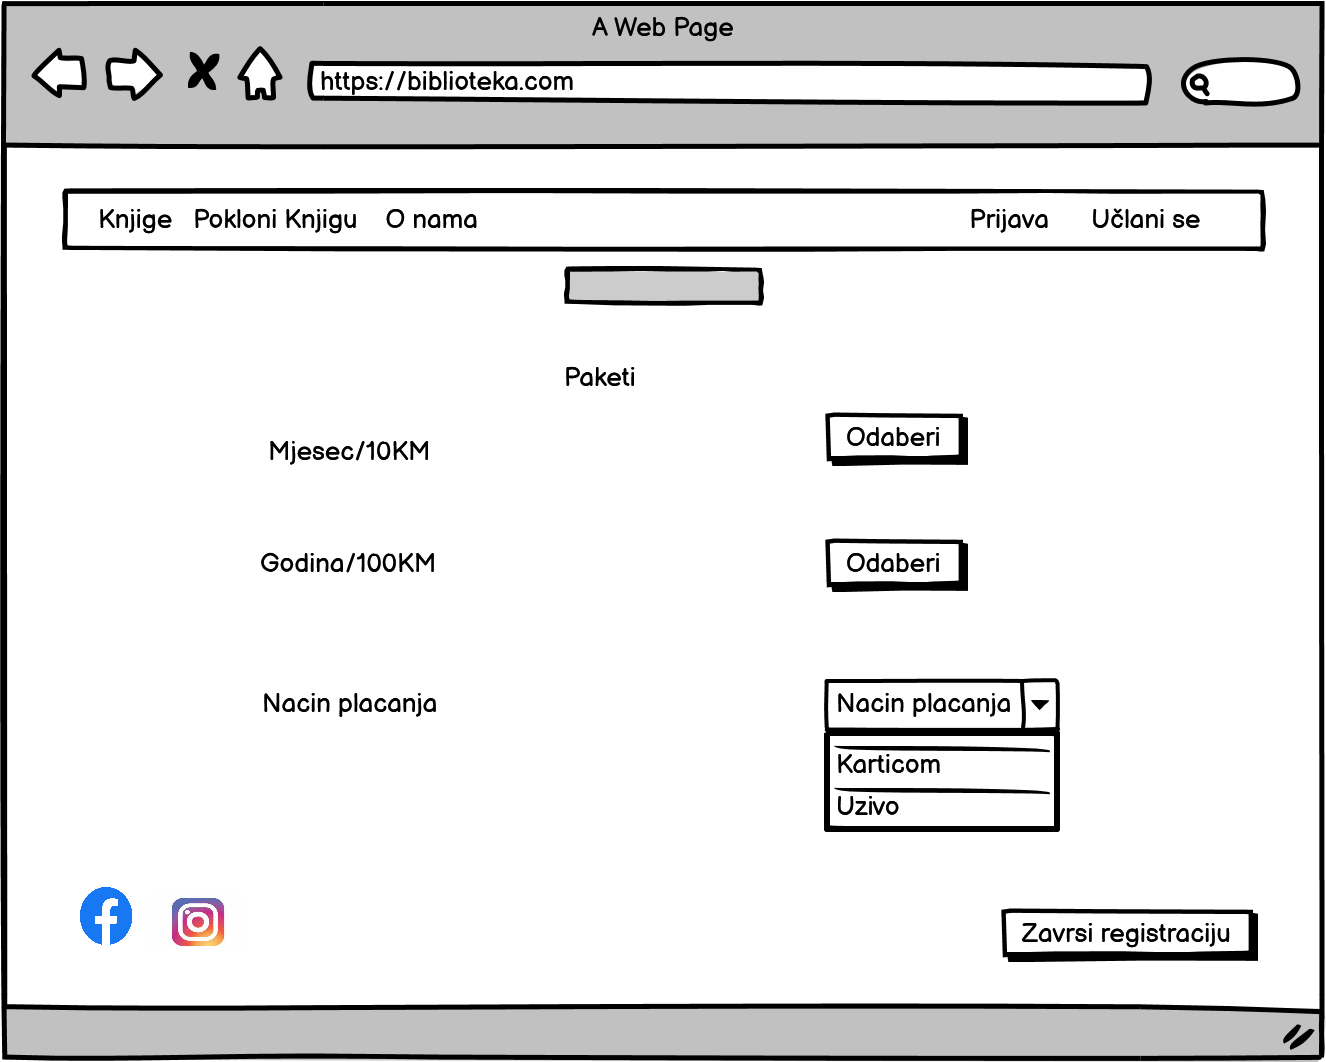 A Web Page
https://biblioteka.com
Knjige Pokloni Knjigu O nama Prijava Učlani se
Paketi
Mjesec/10KM Odaberi
Godina/100KM Odaberi
Nacin placanja Nacin placanja
Karticom
Uzivo
Zavrsi registraciju